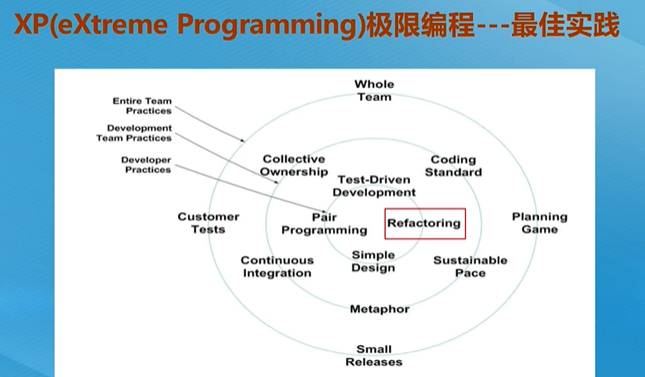 XP(eXtreme Programming)极限编程---最佳实践
Whole
Team
Entire Team
Practices
Development
Team Practices
Developer
Practices
Collective
Ownership
Coding
Standard
Test-Driven
Development
Customer
Tests
Pair
Programming
Refactoring
Planning
Game
Continuous
Integration
Simple
Design
Sustainable
Pace
Metaphor
Small
Releases